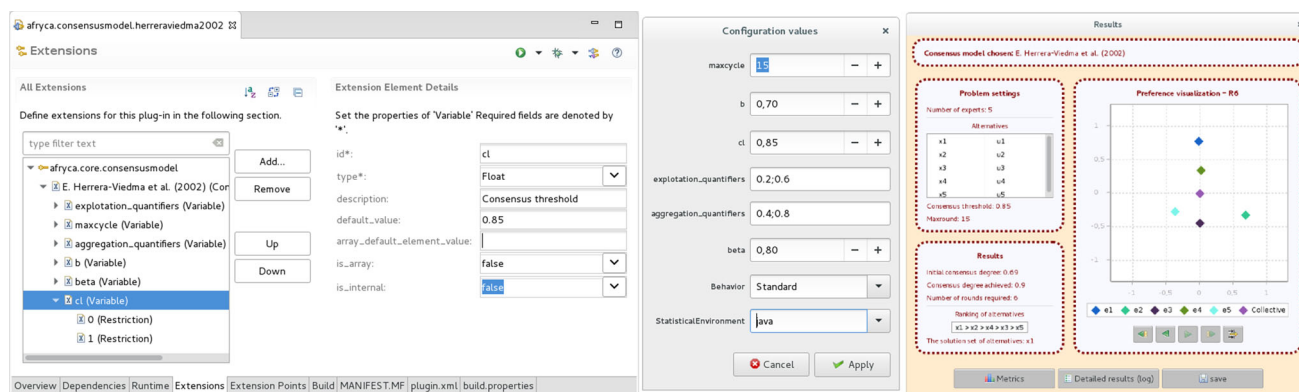 afryca.consensusmodel.herreraviedma2002
Extensions
All Extensions
Define extensions for this plug-in in the following section.
type filter text
afryca.core.consensusmodel
E. Herrera-Viedma et al. (2002) (Con
explotation_quantifiers (Variable)
maxcycle (Variable)
aggregation_quantifiers (Variable)
b (Variable)
beta (Variable)
cl (Variable)
0 (Restriction)
1 (Restriction)
Add...
Remove
Up
Down
Extension Element Details
Set the properties of 'Variable' Required fields are denoted by
'*'.
id*: cl
type*: Float
description: Consensus threshold
default_value: 0.85
array_default_element_value:
is_array: false
is_internal: false
Overview Dependencies Runtime Extensions Extension Points Build MANIFEST.MF plugin.xml build.properties
Configuration values
maxcycle 15 − +
b 0,70 − +
cl 0,85 − +
explotation_quantifiers 0.2;0.6
aggregation_quantifiers 0.4;0.8
beta 0,80 − +
Behavior Standard
StatisticalEnvironment java
Cancel Apply
Results
Consensus model chosen: E. Herrera-Viedma et al. (2002)
Problem settings
Number of experts: 5
Alternatives
x1 u1
x2 u2
x3 u3
x4 u4
x5 u5
Consensus threshold: 0.85
Maxround: 15
Results
Initial consensus degree: 0.69
Consensus degree achieved: 0.9
Number of rounds required: 6
Ranking of alternatives
x1 > x2 > x4 > x3 > x5
The solution set of alternatives: x1
Preference visualization - R6
1
0,5
0
-0,5
-1
-1 -0,5 0 0,5 1
e1 e2 e3 e4 e5 Collective
Metrics Detailed results (log) save